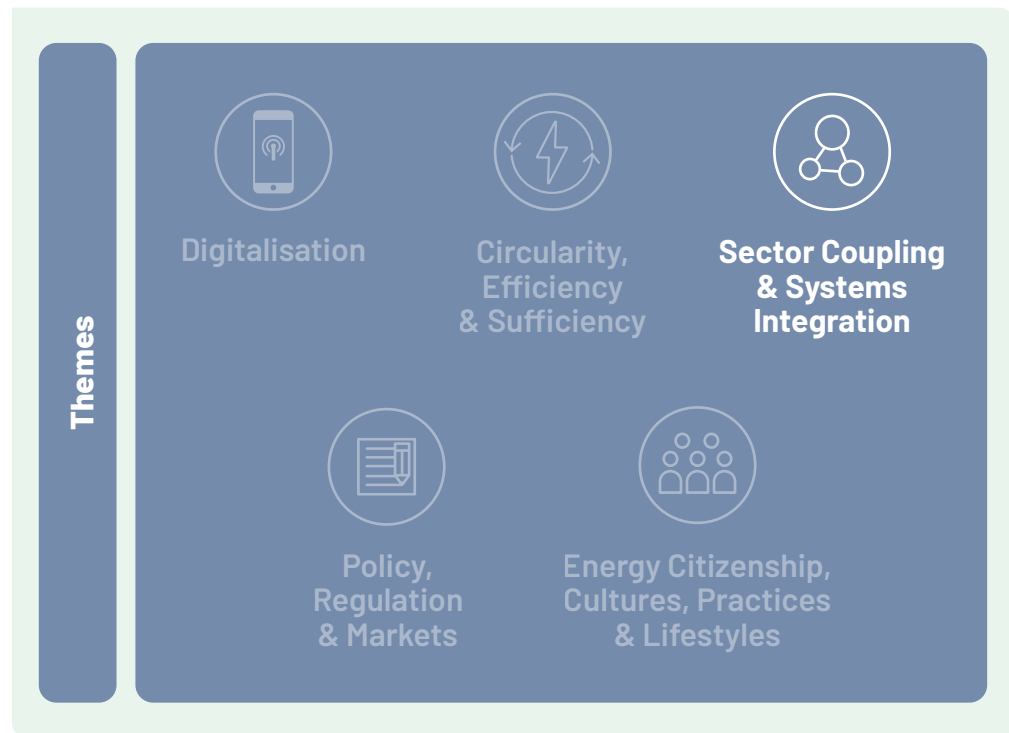 Themes
Digitalisation
Circularity,
Efficiency
& Sufficiency
Sector Coupling
& Systems
Integration
Policy,
Regulation
& Markets
Energy Citizenship,
Cultures, Practices
& Lifestyles